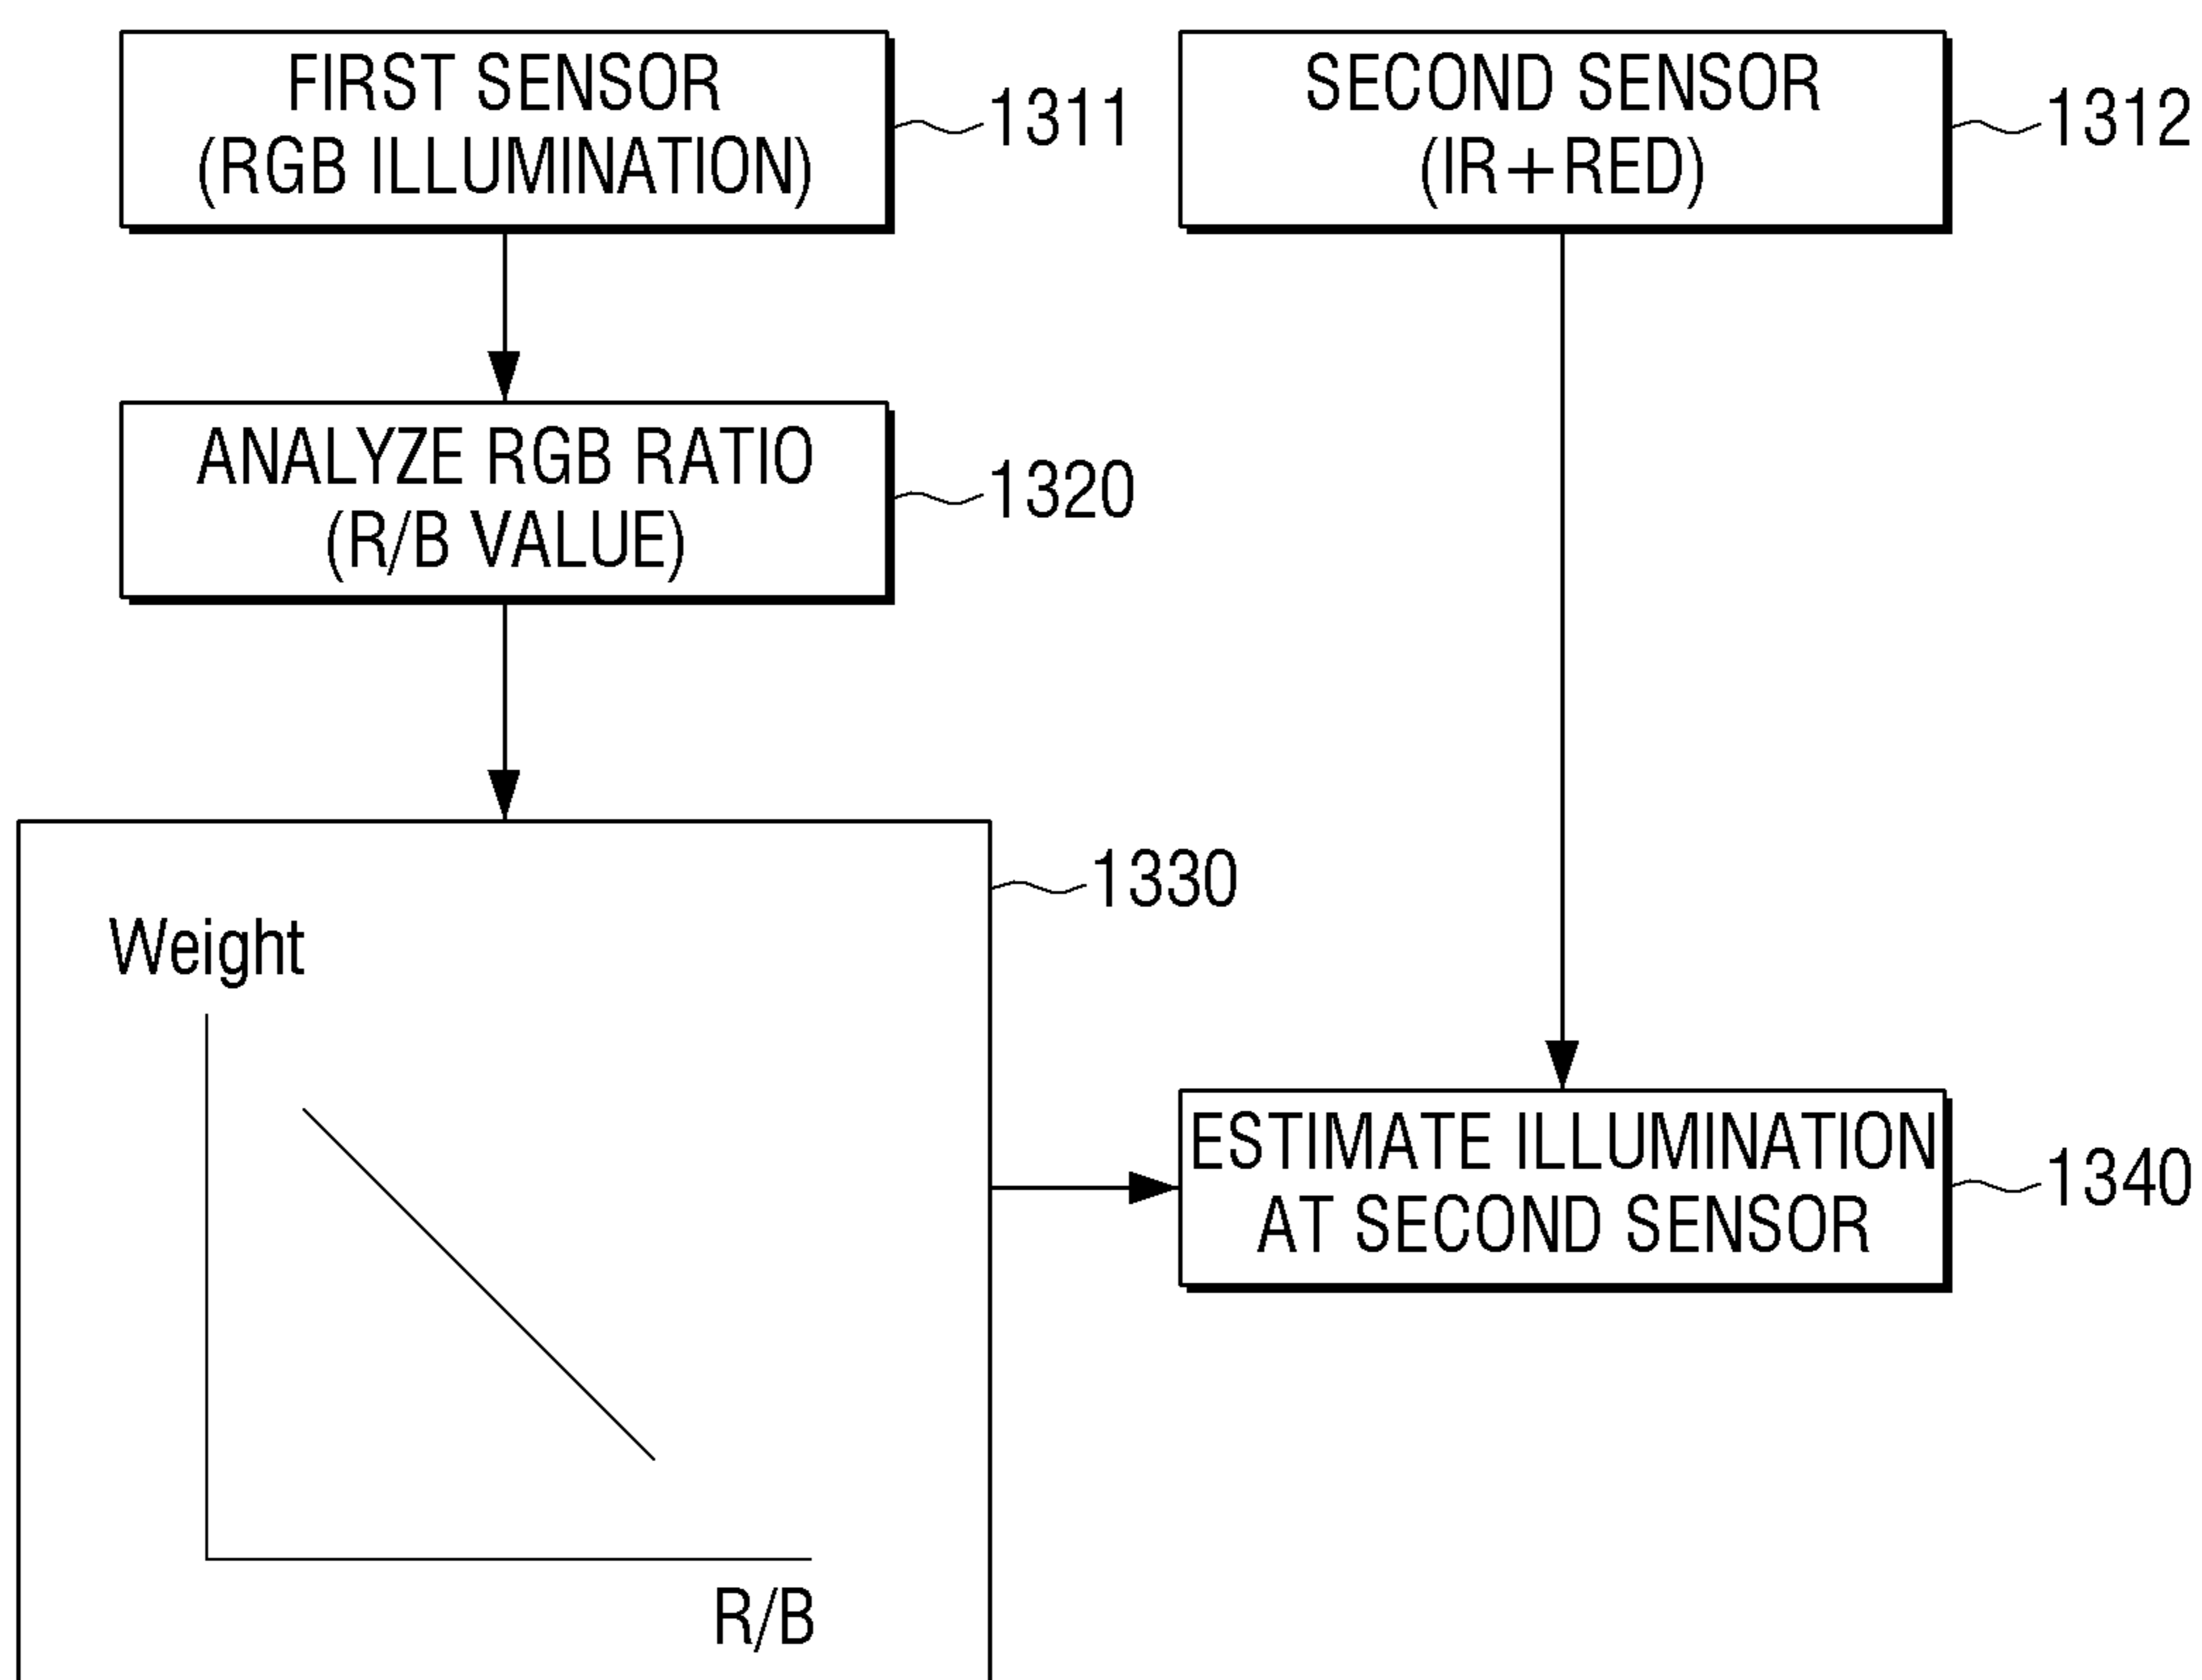 FIRST SENSOR
(RGB ILLUMINATION)
1311
SECOND SENSOR
(IR+RED)
1312
ANALYZE RGB RATIO
(R/B VALUE)
1320
1330
Weight
R/B
ESTIMATE ILLUMINATION
AT SECOND SENSOR
1340